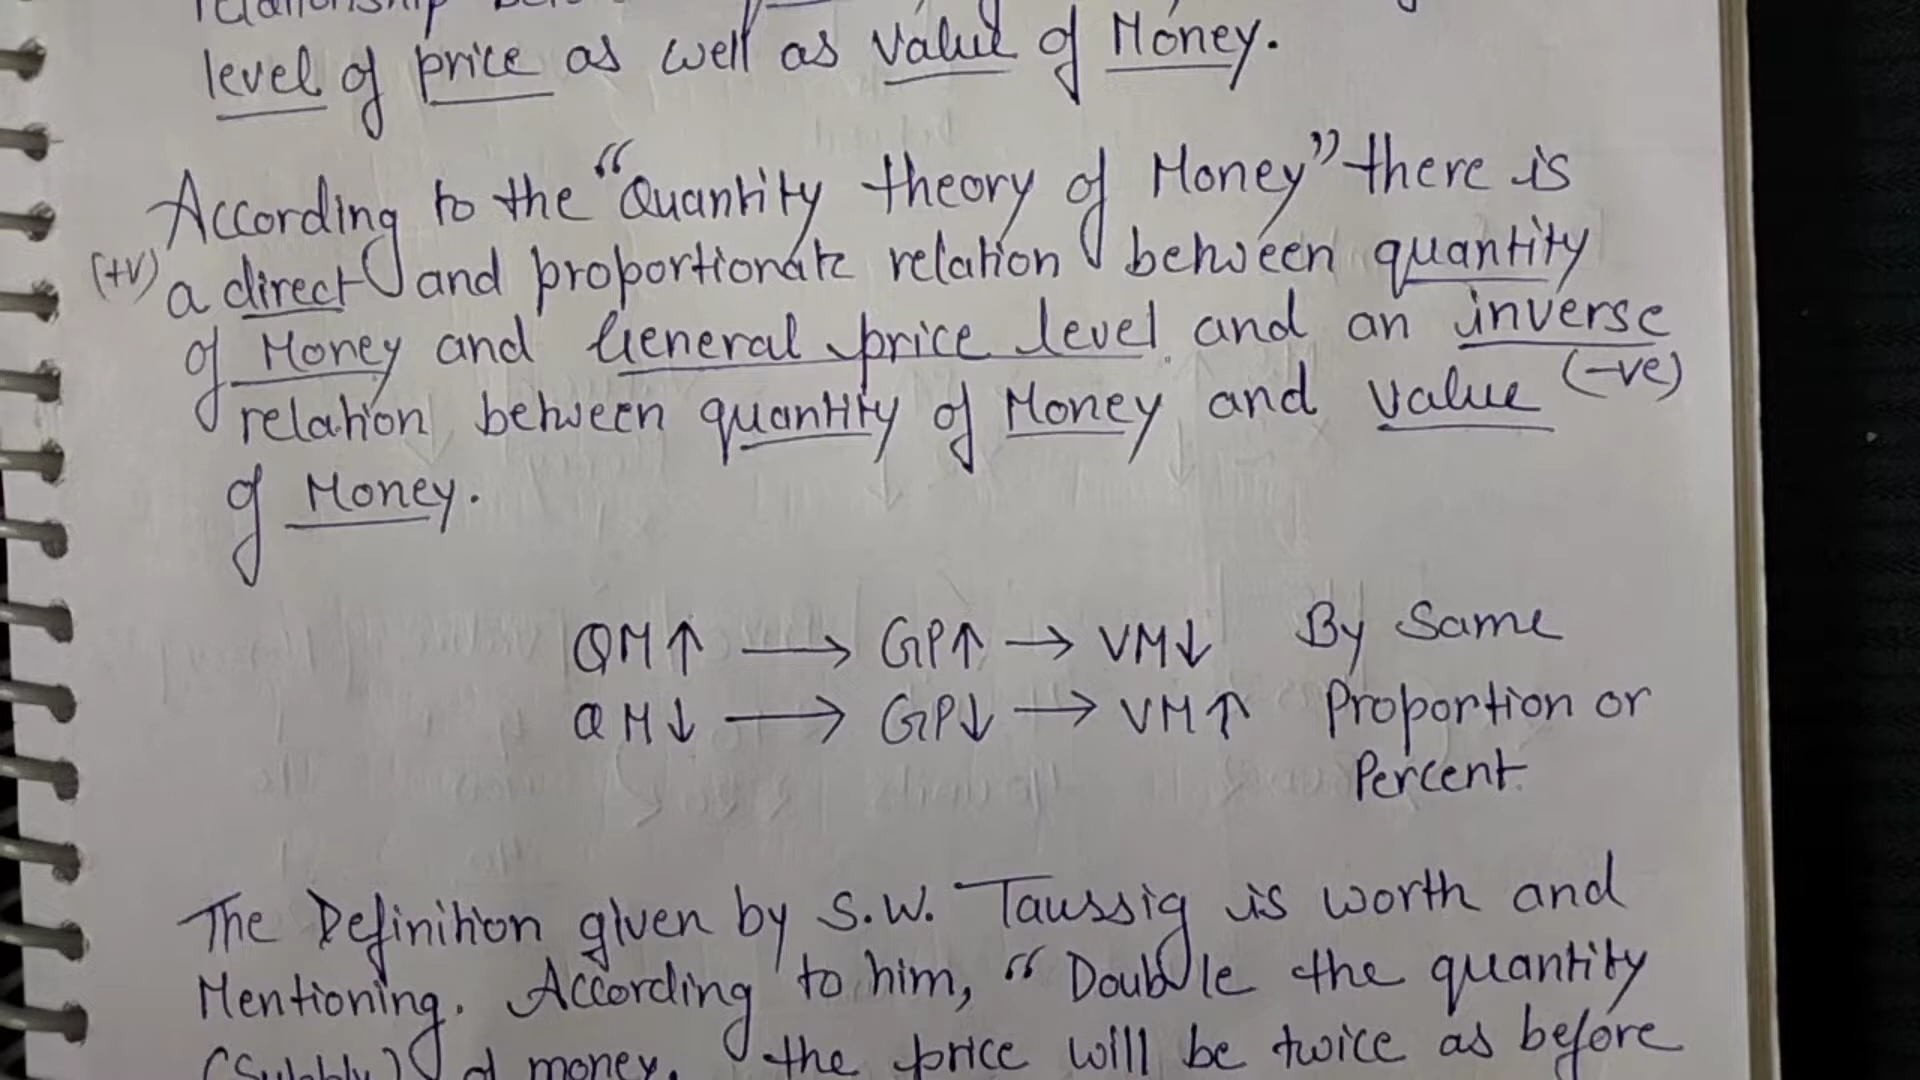 relationship
level of price as well as value of Money.
According to the "Quantity theory of Money" there is
(+V) a direct and proportionate relation between quantity
of Money and General price level and an inverse
relation between quantity of Money and value (-ve)
of Money.
QM↑ → GP↑ → VM↓ By Same
QM↓ → GP↓ → VM↑ Proportion or
Percent.
The Definition given by S.W. Taussig is worth and
Mentioning. According to him, "Double the quantity
(Supply) of money, the price will be twice as before